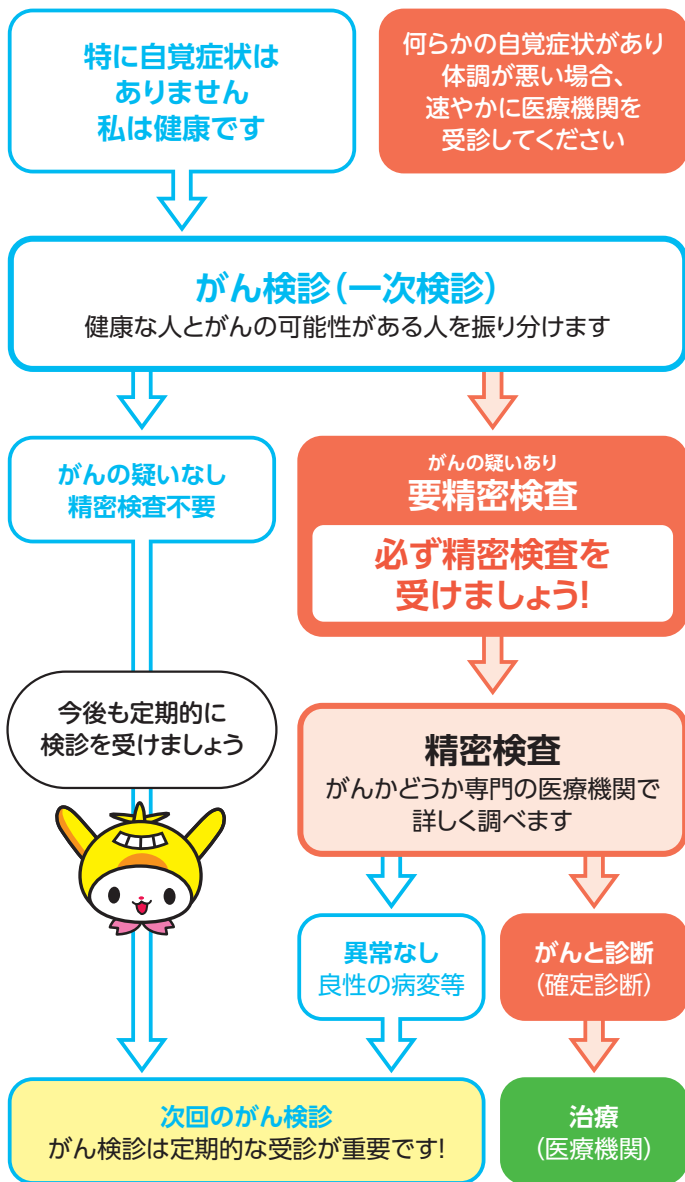 特に自覚症状は
ありません
私は健康です
何らかの自覚症状があり
体調が悪い場合、
速やかに医療機関を
受診してください
がん検診(一次検診)
健康な人とがんの可能性がある人を振り分けます
がんの疑いなし
精密検査不要
がんの疑いあり
要精密検査
必ず精密検査を
受けましょう!
今後も定期的に
検診を受けましょう
精密検査
がんかどうか専門の医療機関で
詳しく調べます
異常なし
良性の病変等
がんと診断
(確定診断)
次回のがん検診
がん検診は定期的な受診が重要です!
治療
(医療機関)